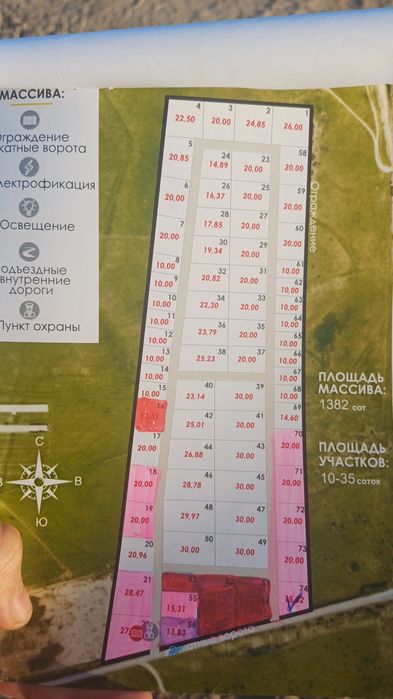 МАССИВА:
катные ворота
Освещение
внутренние
дороги
Пункт охраны
4 3 2 1
22,50 20,00 24,85 26,00
5 24 23 58
20,85 14,89 20,00 20,00
6 26 25 59
20,00 16,37 20,00 20,00
7 28 27 60
20,00 17,85 20,00 20,00
8 30 29 61
10,00 19,34 20,00 10,00
9 32 31 62
10,00 20,82 20,00 10,00
10 34 33 63
10,00 22,30 20,00 10,00
11 36 35 64
10,00 23,79 20,00 10,00
12 38 37 65
10,00 25,23 20,00 10,00
13 66
10,00 10,00
14 67
10,00 10,00
15 40 39 68
10,00 23,14 30,00 10,00
16 42 41 69
25,01 30,00 14,60
17 44 43 70
20,00 26,88 30,00 20,00
18 46 45 71
20,00 28,78 30,00 20,00
19 48 47 72
20,00 29,97 30,00 20,00
20 50 49 73
20,96 30,00 30,00 20,00
21 55 74
28,47 15,31
56
13,83
Ограждение
ворота
ПЛОЩАДЬ
МАССИВА:
1382 сот
ПЛОЩАДЬ
УЧАСТКОВ:
10-35 соток
С
З В
Ю